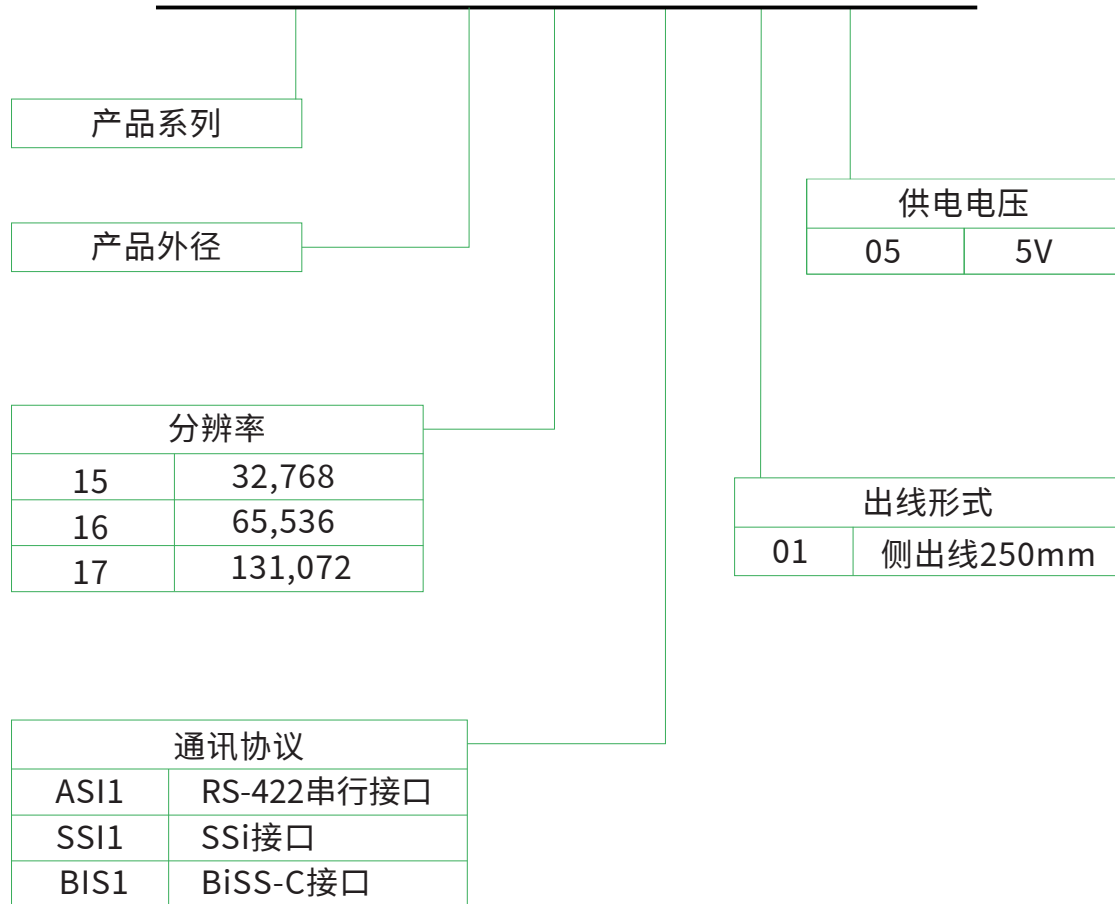 产品系列
产品外径
供电电压
05 5V
分辨率
15 32,768
16 65,536
17 131,072
出线形式
01 侧出线250mm
通讯协议
ASI1 RS-422串行接口
SSI1 SSi接口
BIS1 BiSS-C接口